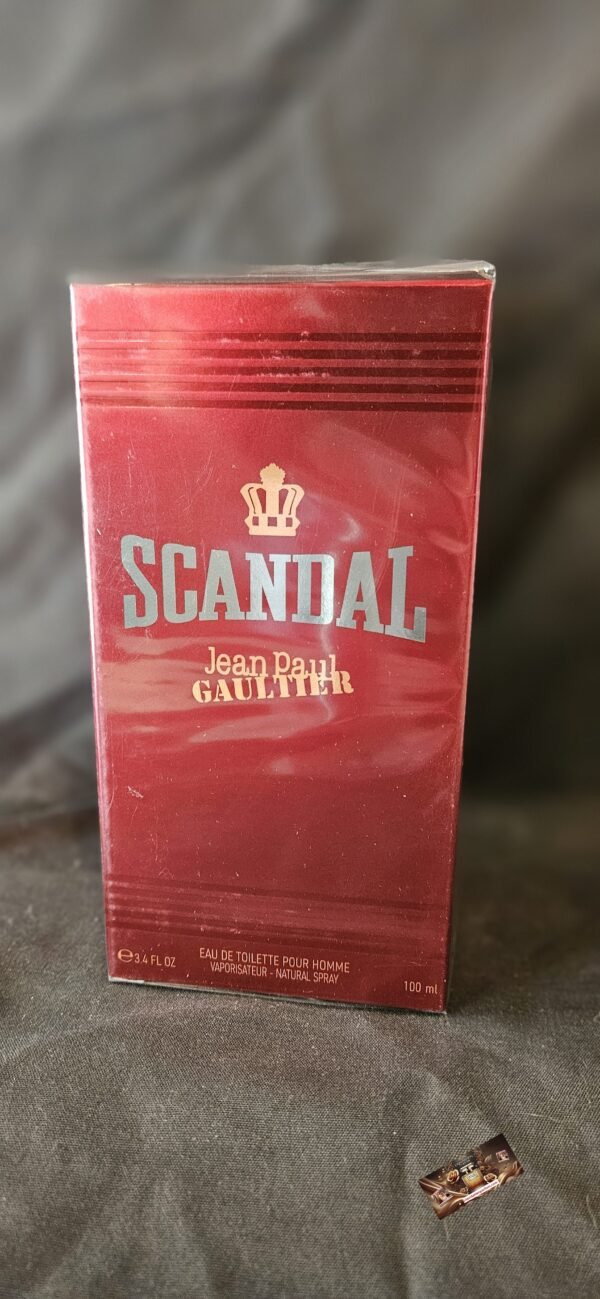 SCANDAL
Jean Paul
GAULTIER
℮ 3.4 FL OZ
EAU DE TOILETTE POUR HOMME
VAPORISATEUR - NATURAL SPRAY
100 ml